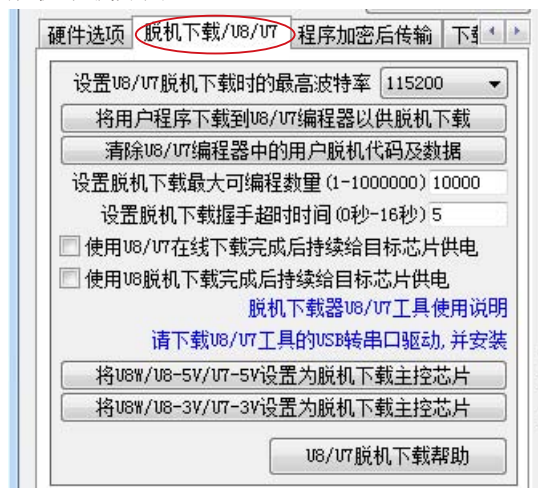 硬件选项 脱机下载/U8/U7 程序加密后传输 下载
设置U8/U7脱机下载时的最高波特率 115200
将用户程序下载到U8/U7编程器以供脱机下载
清除U8/U7编程器中的用户脱机代码及数据
设置脱机下载最大可编程数量(1-1000000) 10000
设置脱机下载握手超时时间(0秒-16秒) 5
使用U8/U7在线下载完成后持续给目标芯片供电
使用U8脱机下载完成后持续给目标芯片供电
脱机下载器U8/U7工具使用说明
请下载U8/U7工具的USB转串口驱动,并安装
将U8W/U8-5V/U7-5V设置为脱机下载主控芯片
将U8W/U8-3V/U7-3V设置为脱机下载主控芯片
U8/U7脱机下载帮助